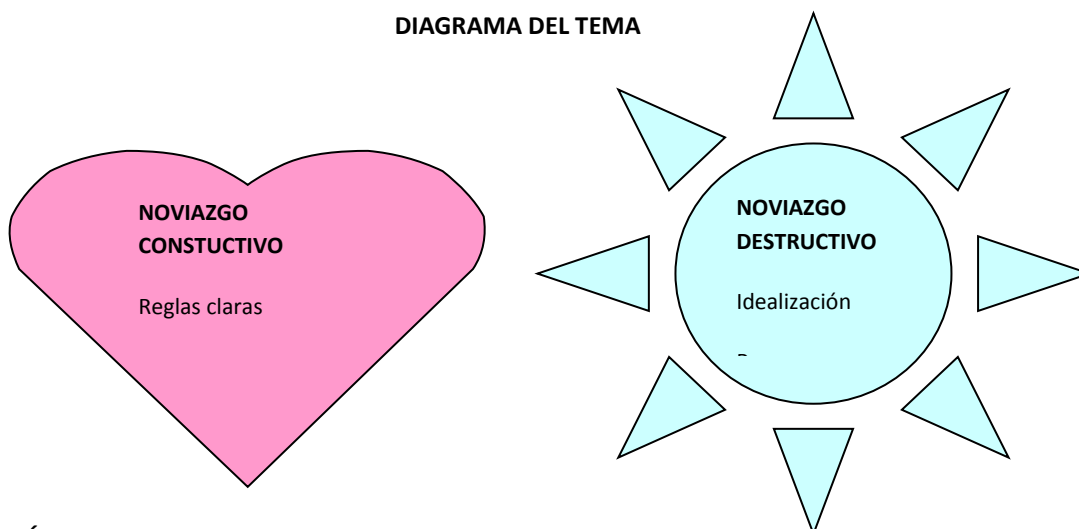 DIAGRAMA DEL TEMA
NOVIAZGO
CONSTUCTIVO
Reglas claras
NOVIAZGO
DESTRUCTIVO
Idealización